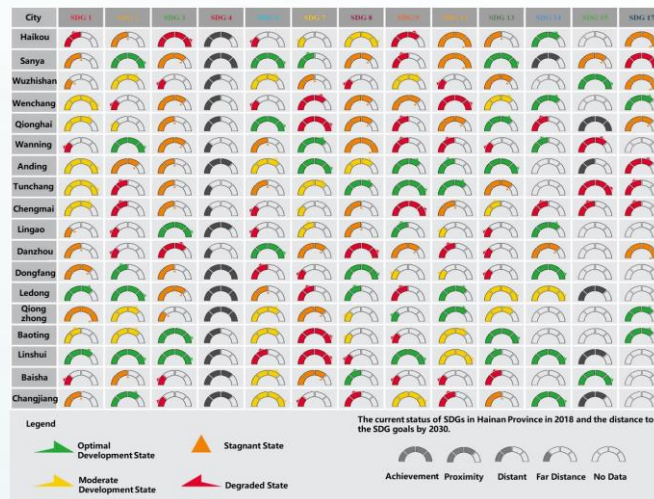 City SDG 1 SDG 3 SDG 4 SDG 7 SDG 8 SDG 13 SDG 14 SDG 15 SDG 17
Haikou
Sanya
Wuzhishan
Wenchang
Qionghai
Wanning
Anding
Tunchang
Chengmai
Lingao
Danzhou
Dongfang
Ledong
Qiong
zhong
Baoting
Linshui
Baisha
Changjiang
Legend
Optimal
Development State
Stagnant State
Moderate
Development State
Degraded State
The current status of SDGs in Hainan Province in 2018 and the distance to
the SDG goals by 2030.
Achievement Proximity Distant Far Distance No Data